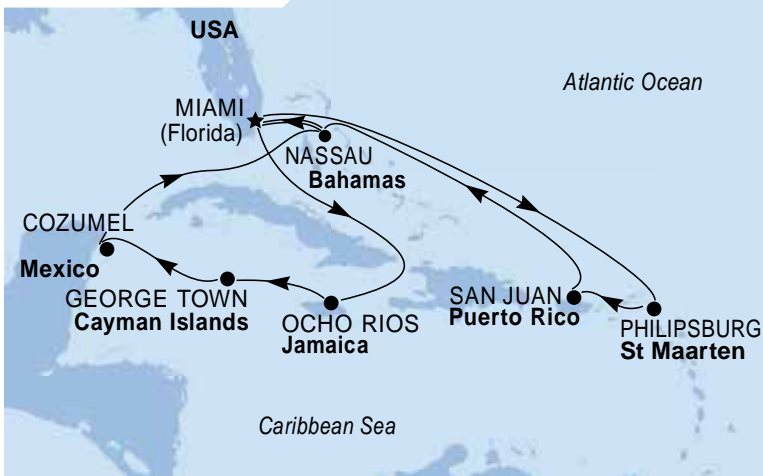 USA
Atlantic Ocean
MIAMI
(Florida)
NASSAU
Bahamas
COZUMEL
Mexico
GEORGE TOWN
Cayman Islands
OCHO RIOS
Jamaica
SAN JUAN
Puerto Rico
PHILIPSBURG
St Maarten
Caribbean Sea